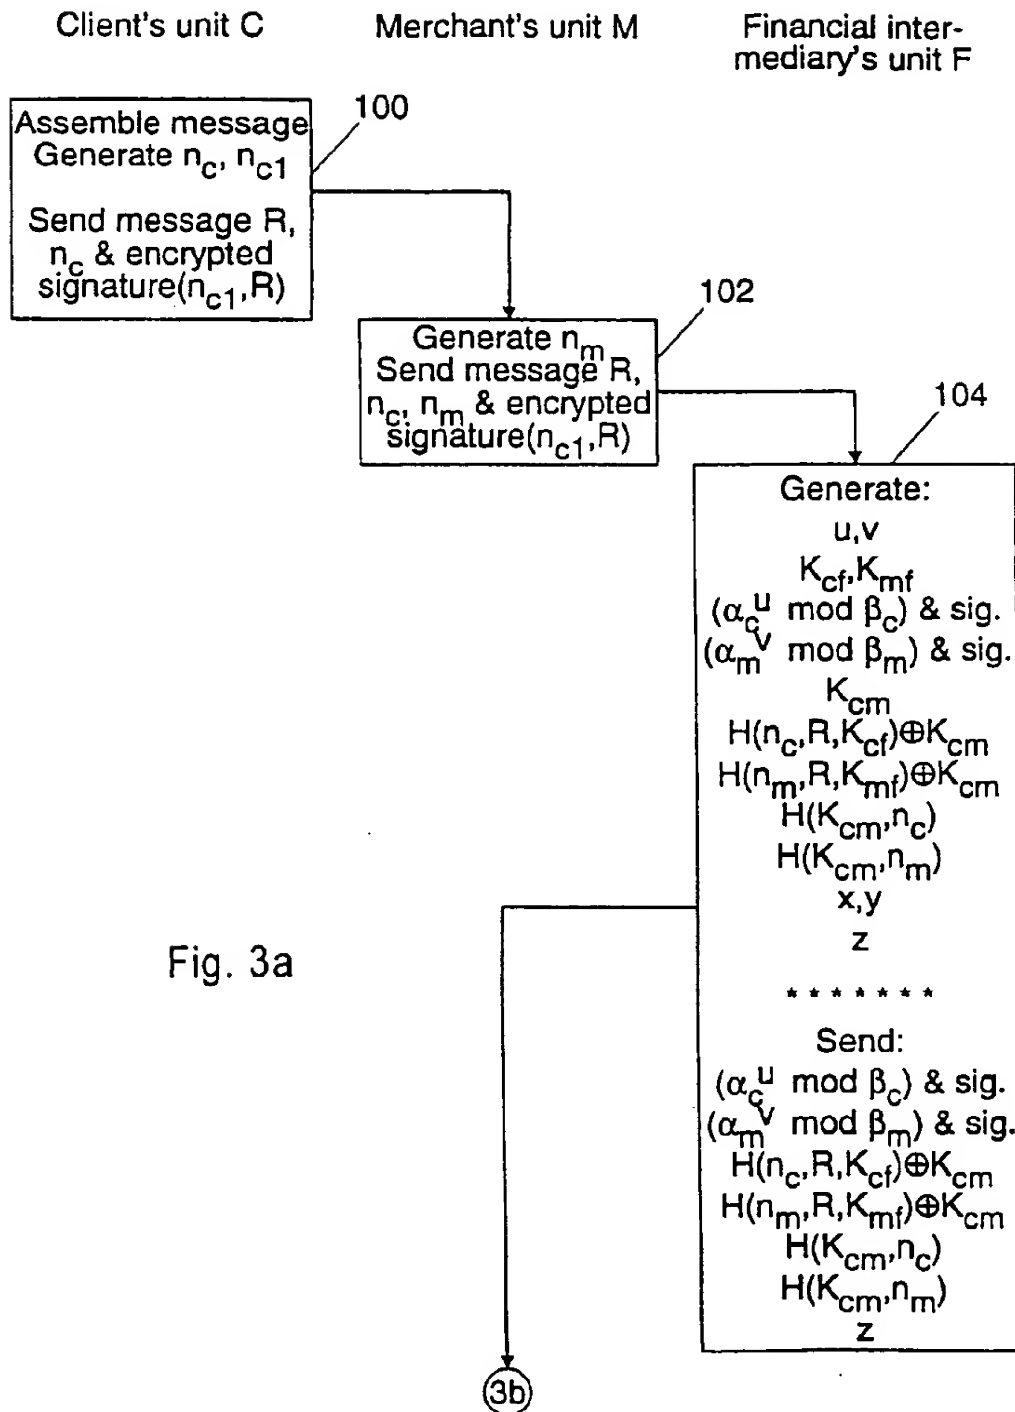 Client's unit C
Merchant's unit M
Financial inter-
mediary's unit F
100
Assemble message
Generate n_c, n_c1
Send message R,
n_c & encrypted
signature(n_c1,R)
102
Generate n_m
Send message R,
n_c, n_m & encrypted
signature(n_c1,R)
104
Generate:
u,v
K_cf,K_mf
(α_c^u mod β_c) & sig.
(α_m^v mod β_m) & sig.
K_cm
H(n_c,R,K_cf)⊕K_cm
H(n_m,R,K_mf)⊕K_cm
H(K_cm,n_c)
H(K_cm,n_m)
x,y
z
* * * * * * *
Send:
(α_c^u mod β_c) & sig.
(α_m^v mod β_m) & sig.
H(n_c,R,K_cf)⊕K_cm
H(n_m,R,K_mf)⊕K_cm
H(K_cm,n_c)
H(K_cm,n_m)
z
Fig. 3a
3b